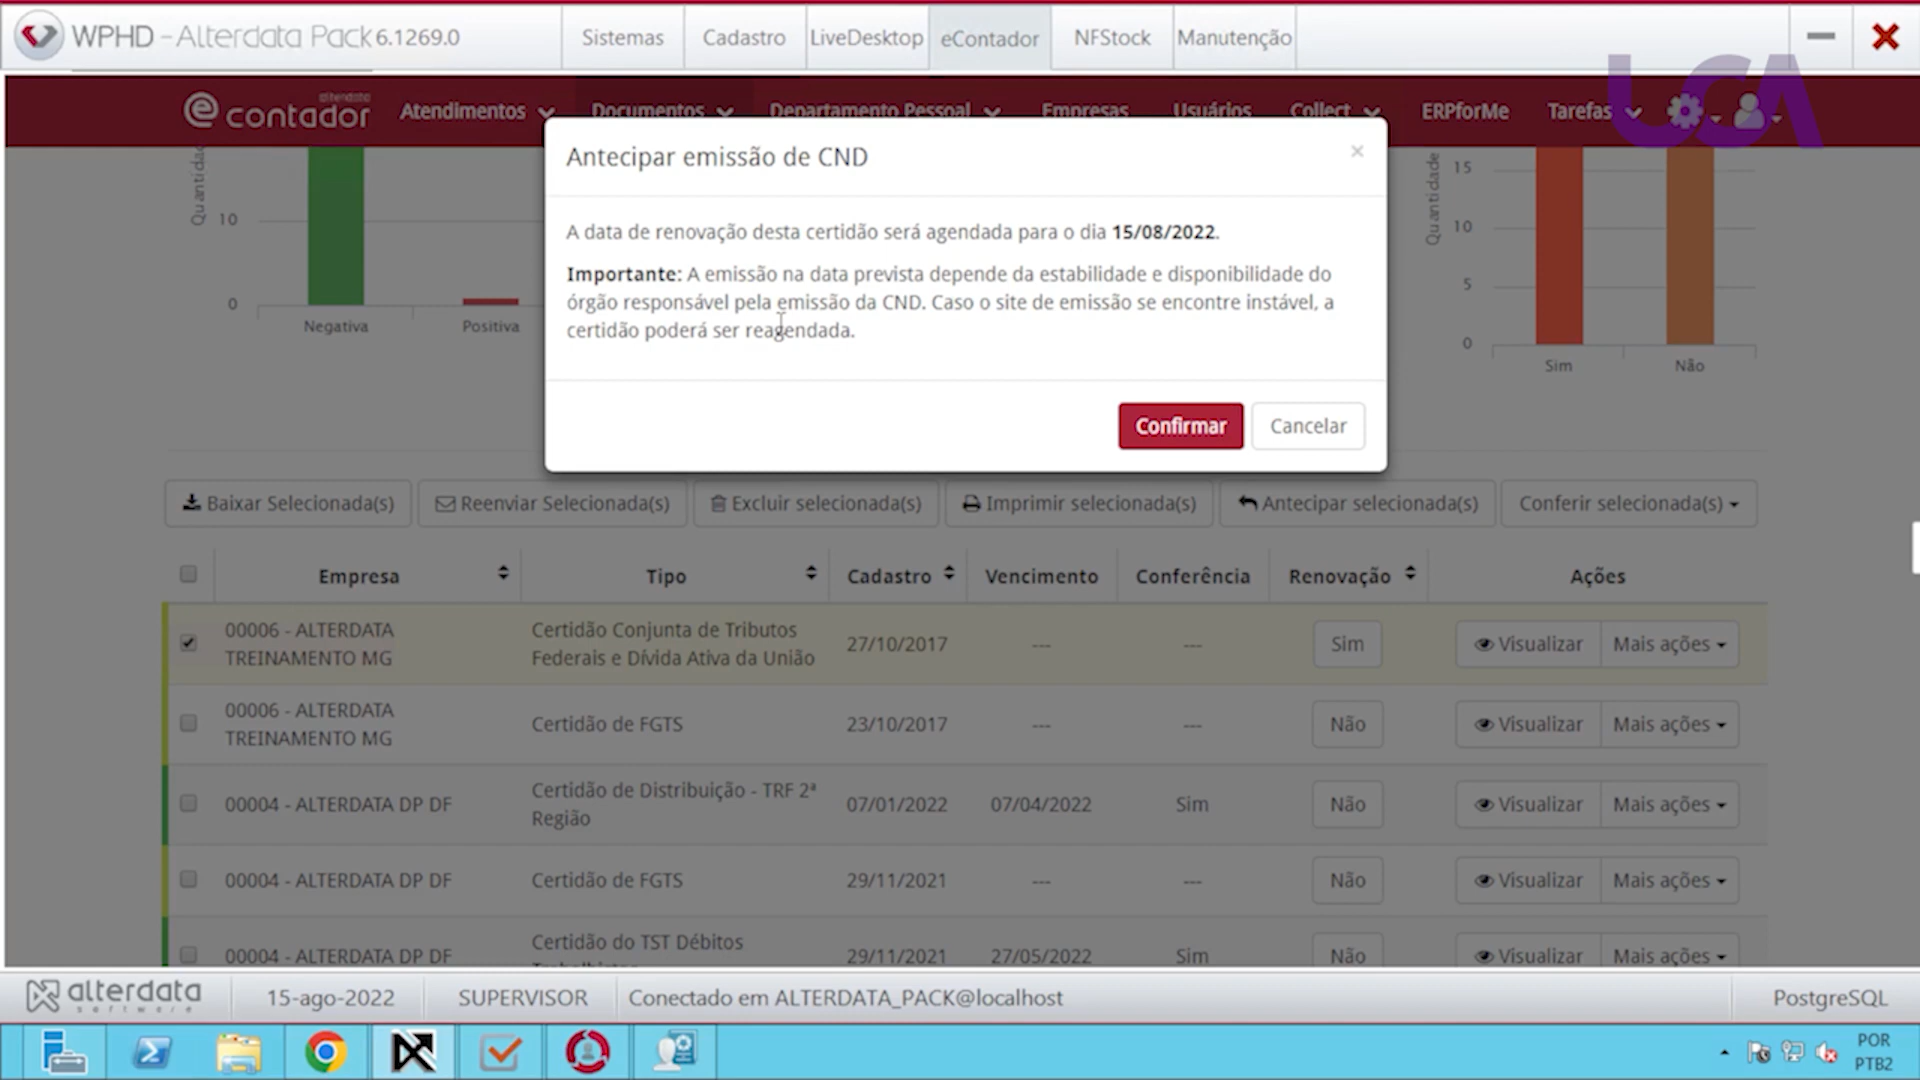 WPHD - Alterdata Pack 6.1269.0
Sistemas
Cadastro
LiveDesktop
eContador
NFStock
Manutenção
UCA
alterdata
e contador
Atendimentos
Documentos
Departamento Pessoal
Empresas
Usuários
Collect
ERPforMe
Tarefas
Antecipar emissão de CND
×
A data de renovação desta certidão será agendada para o dia 15/08/2022.
Importante: A emissão na data prevista depende da estabilidade e disponibilidade do
órgão responsável pela emissão da CND. Caso o site de emissão se encontre instável, a
certidão poderá ser reagendada.
Confirmar
Cancelar
10
0
Negativa
Positiva
Quantidade
15
10
5
0
Sim
Não
Baixar Selecionada(s)
Reenviar Selecionada(s)
Excluir selecionada(s)
Imprimir selecionada(s)
Antecipar selecionada(s)
Conferir selecionada(s)
Empresa Tipo Cadastro Vencimento Conferência Renovação Ações
00006 - ALTERDATA
TREINAMENTO MG
Certidão Conjunta de Tributos
Federais e Dívida Ativa da União
27/10/2017 --- --- Sim Visualizar Mais ações
00006 - ALTERDATA
TREINAMENTO MG
Certidão de FGTS 23/10/2017 --- --- Não Visualizar Mais ações
00004 - ALTERDATA DP DF
Certidão de Distribuição - TRF 2ª
Região
07/01/2022 07/04/2022 Sim Não Visualizar Mais ações
00004 - ALTERDATA DP DF Certidão de FGTS 29/11/2021 --- --- Não Visualizar Mais ações
00004 - ALTERDATA DP DF
Certidão do TST Débitos
29/11/2021 27/05/2022 Sim Não Visualizar Mais ações
alterdata
software
15-ago-2022
SUPERVISOR
Conectado em ALTERDATA_PACK@localhost
PostgreSQL
POR
PTB2